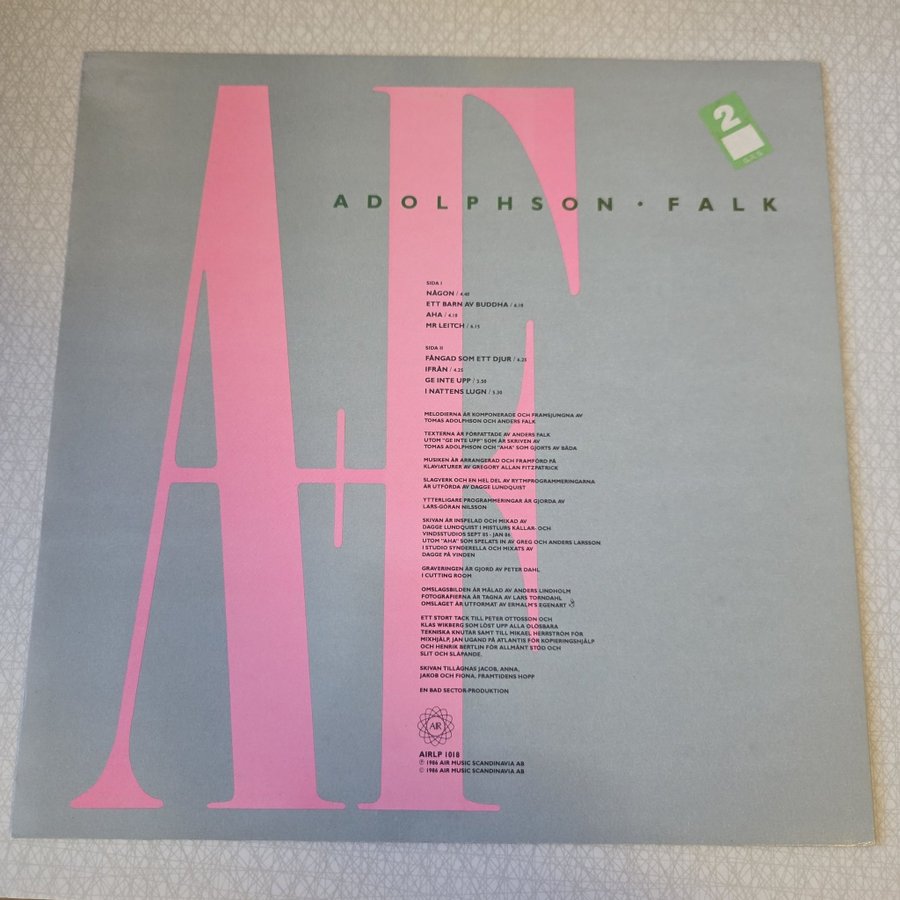 A+F
2
ADOLPHSON · FALK
SIDA I
NÅGON / 4.40
ETT BARN AV BUDDHA / 4.18
AHA / 4.18
MR LEITCH / 6.15
SIDA II
FÅNGAD SOM ETT DJUR / 4.25
IFRÅN / 4.25
GE INTE UPP / 3.50
I NATTENS LUGN / 5.30
MELODIERNA ÄR KOMPONERADE OCH FRAMSJUNGNA AV
TOMAS ADOLPHSON OCH ANDERS FALK
TEXTERNA ÄR FÖRFATTADE AV ANDERS FALK
UTOM "GE INTE UPP" SOM ÄR SKRIVEN AV
TOMAS ADOLPHSON OCH "AHA" SOM GJORTS AV BÅDA
MUSIKEN ÄR ARRANGERAD OCH FRAMFÖRD PÅ
KLAVIATURER AV GREGORY ALLAN FITZPATRICK
SLAGVERK OCH EN HEL DEL AV RYTMPROGRAMMERINGARNA
ÄR UTFÖRDA AV DAGGE LUNDQUIST
YTTERLIGARE PROGRAMMERINGAR ÄR GJORDA AV
LARS-GÖRAN NILSSON
SKIVAN ÄR INSPELAD OCH MIXAD AV
DAGGE LUNDQUIST I MISTLURS KÄLLAR- OCH
VINDSSTUDIOS SEPT 85 - JAN 86
UTOM "AHA" SOM SPELATS IN AV GREG OCH ANDERS LARSSON
I STUDIO SYNDERELLA OCH MIXATS AV
DAGGE PÅ VINDEN
GRAVERINGEN ÄR GJORD AV PETER DAHL
I CUTTING ROOM
OMSLAGSBILDEN ÄR MÅLAD AV ANDERS LINDHOLM
FOTOGRAFIERNA ÄR TAGNA AV LARS TORNDAHL
OMSLAGET ÄR UTFORMAT AV ERMALM'S EGENART
ETT STORT TACK TILL PETER OTTOSSON OCH
KLAS WIKBERG SOM LÖST UPP ALLA OLÖSBARA
TEKNISKA KNUTAR SAMT TILL MIKAEL HERRSTRÖM FÖR
MIXHJÄLP, JAN UGAND PÅ ATLANTIS FÖR KOPIERINGSHJÄLP
OCH HENRIK BERTLIN FÖR ALLMÄNT STÖD OCH
SLIT OCH SLÄPANDE.
SKIVAN TILLÄGNAS JACOB, ANNA,
JAKOB OCH FIONA, FRAMTIDENS HOPP
EN BAD SECTOR-PRODUKTION
AIR
AIRLP 1018
℗ 1986 AIR MUSIC SCANDINAVIA AB
© 1986 AIR MUSIC SCANDINAVIA AB